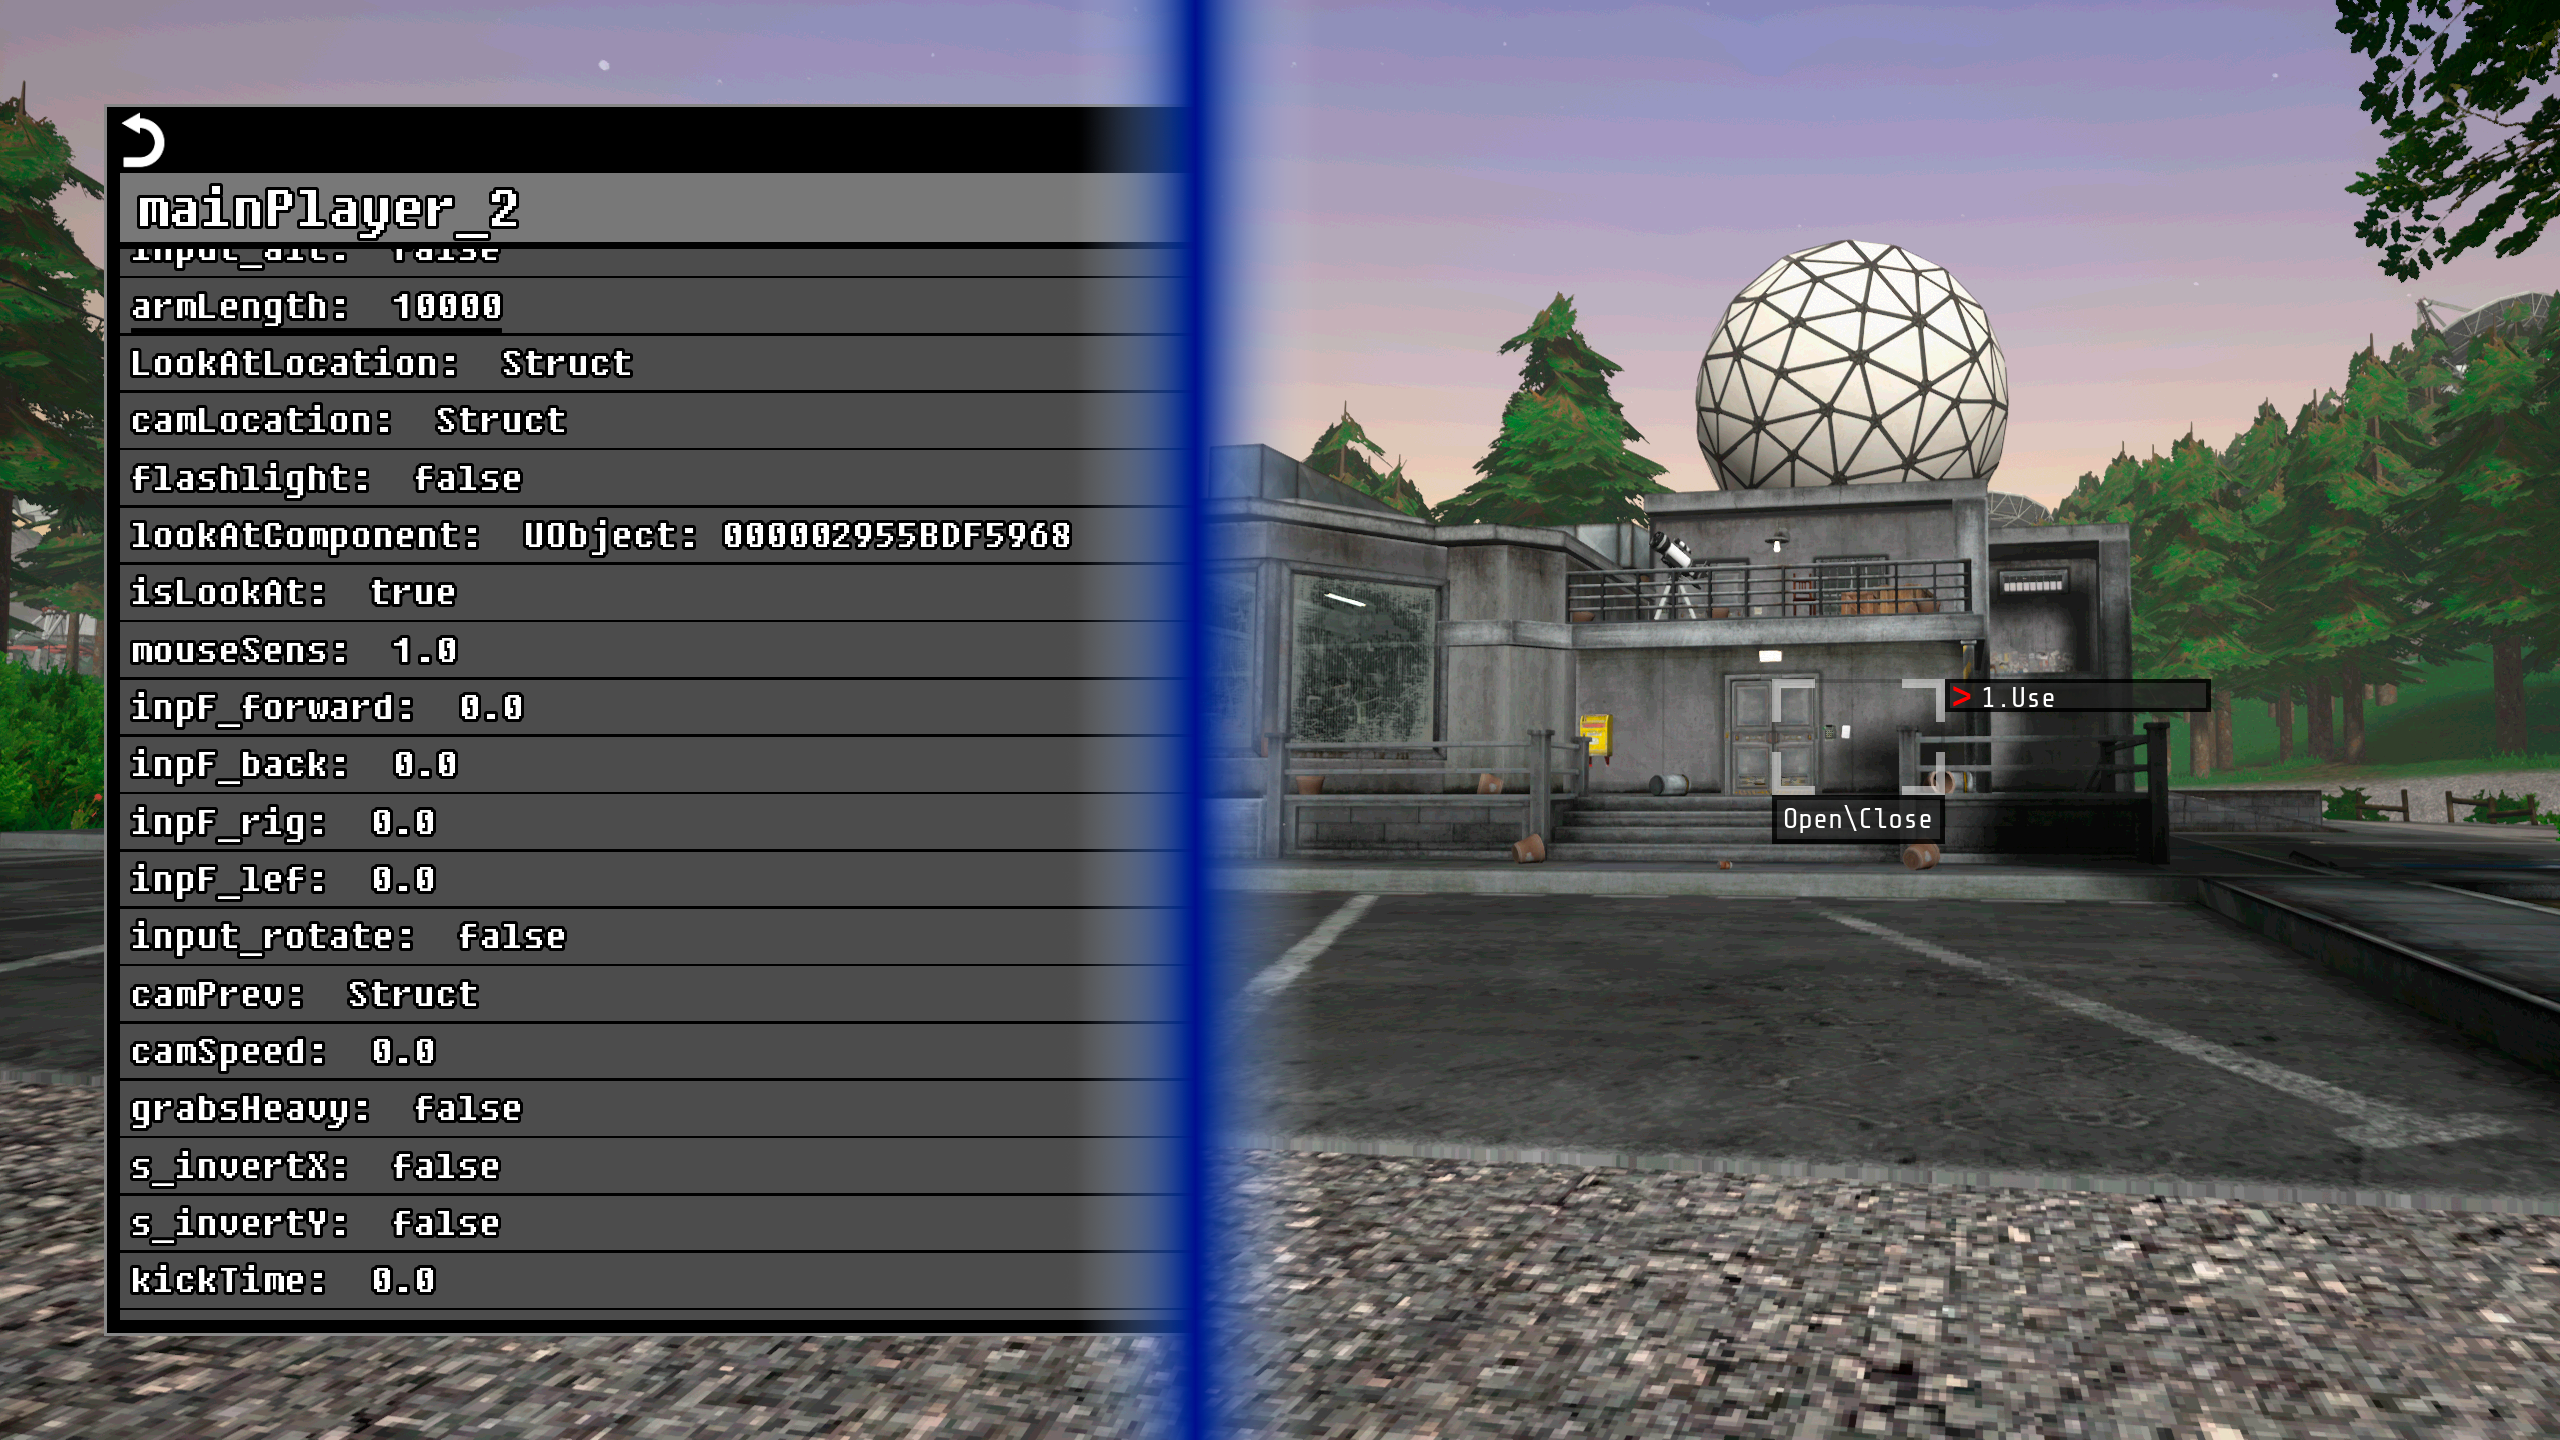 mainPlayer_2
input_alt:  false
armLength:  10000
LookAtLocation:  Struct
camLocation:  Struct
flashlight:  false
lookAtComponent:  UObject: 000002955BDF5968
isLookAt:  true
mouseSens:  1.0
inpF_forward:  0.0
inpF_back:  0.0
inpF_rig:  0.0
inpF_lef:  0.0
input_rotate:  false
camPrev:  Struct
camSpeed:  0.0
grabsHeavy:  false
s_invertX:  false
s_invertY:  false
kickTime:  0.0
> 1.Use
Open\Close